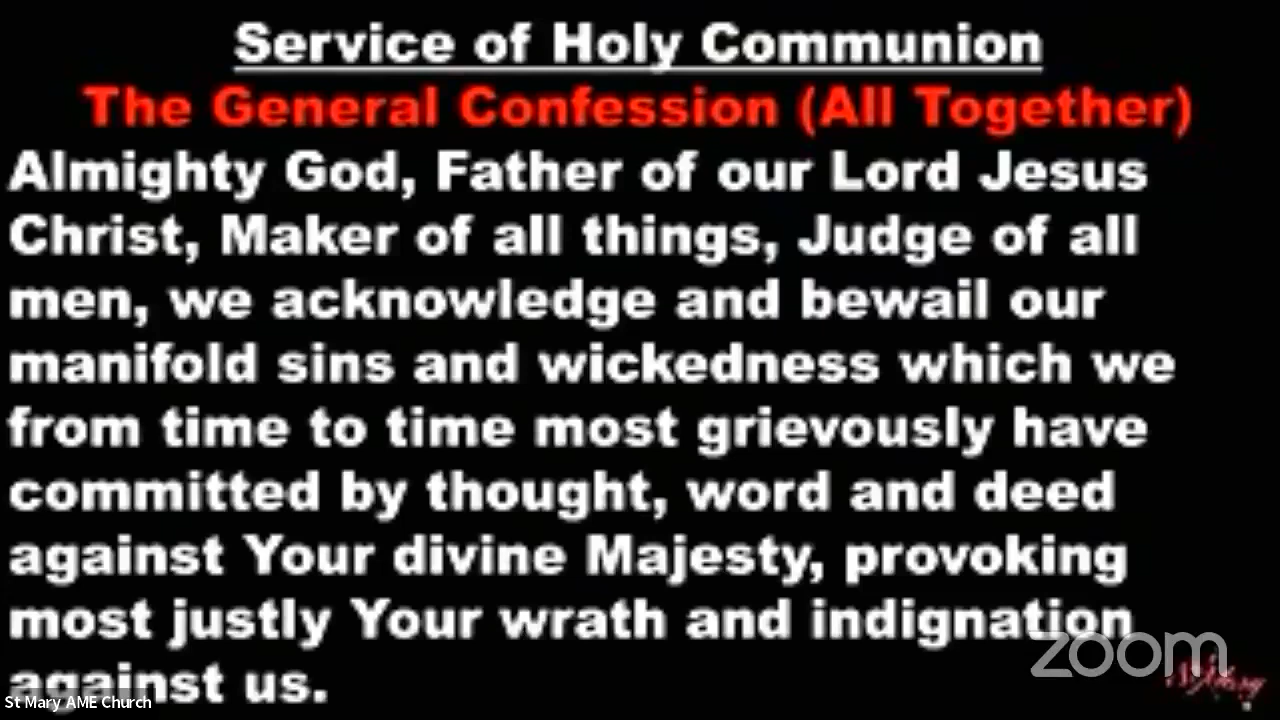 Service of Holy Communion
The General Confession (All Together)
Almighty God, Father of our Lord Jesus
Christ, Maker of all things, Judge of all
men, we acknowledge and bewail our
manifold sins and wickedness which we
from time to time most grievously have
committed by thought, word and deed
against Your divine Majesty, provoking
most justly Your wrath and indignation
against us.
zoom
St Mary AME Church